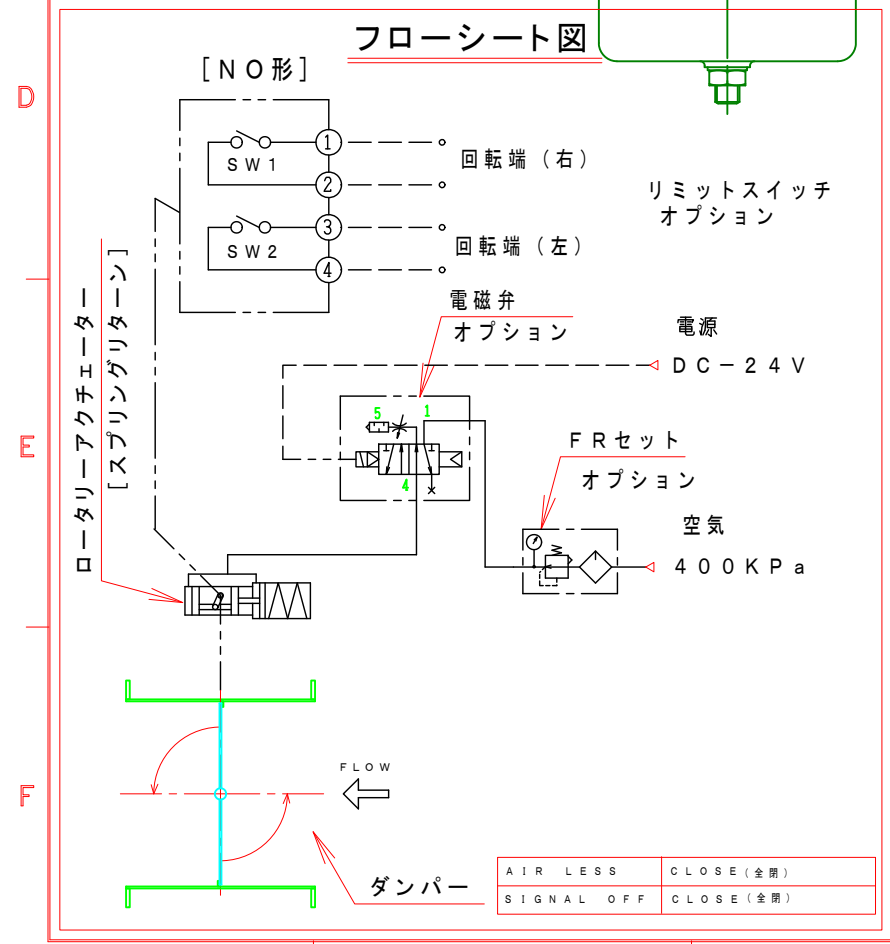 フローシート図
[NO形]
D
1
SW1
2
回転端（右）
リミットスイッチ
オプション
3
SW2
4
回転端（左）
ロータリーアクチェーター
[スプリングリターン]
電磁弁
オプション
電源
DC-24V
5
1
4
E
FRセット
オプション
空気
400KPa
FLOW
F
ダンパー
AIR LESS CLOSE(全閉)
SIGNAL OFF CLOSE(全閉)